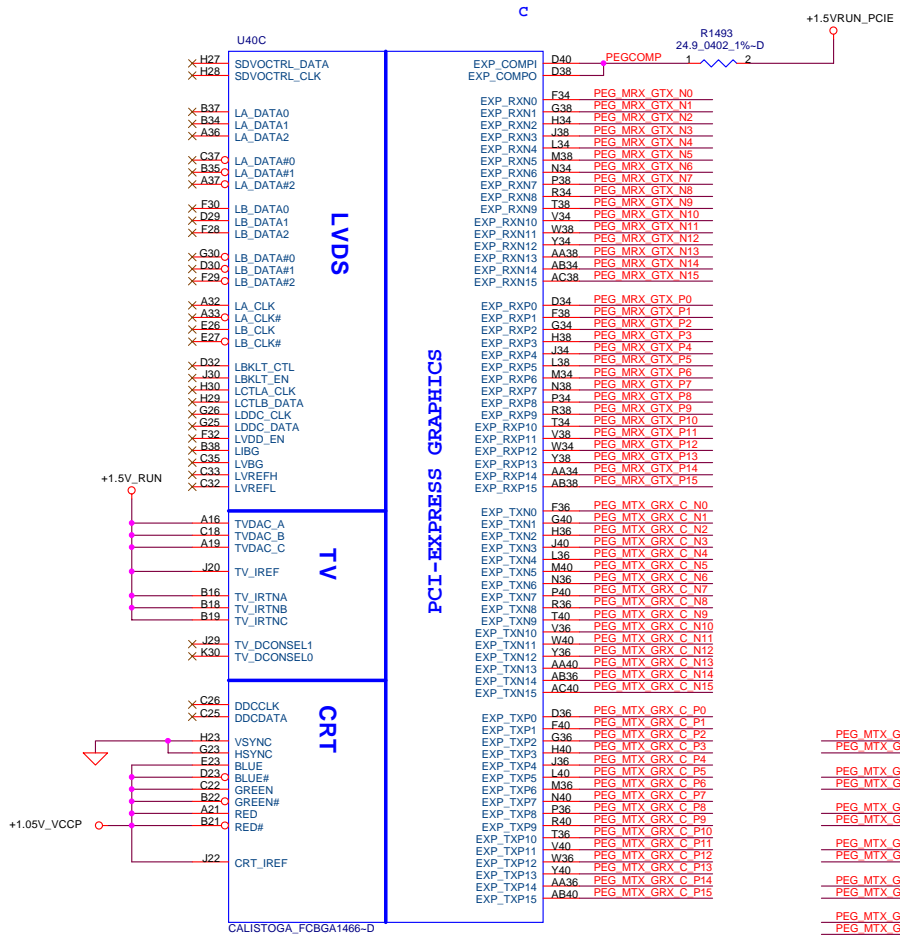 C
+1.5VRUN_PCIE
R1493
24.9_0402_1%~D
U40C
PEGCOMP 1 2
H27 SDVOCTRL_DATA
H28 SDVOCTRL_CLK
B37 LA_DATA0
B34 LA_DATA1
A36 LA_DATA2
C37 LA_DATA#0
B35 LA_DATA#1
A37 LA_DATA#2
F30 LB_DATA0
D29 LB_DATA1
F28 LB_DATA2
G30 LB_DATA#0
D30 LB_DATA#1
F29 LB_DATA#2
A32 LA_CLK
A33 LA_CLK#
E26 LB_CLK
E27 LB_CLK#
D32 LBKLT_CTL
J30 LBKLT_EN
H30 LCTLA_CLK
H29 LCTLB_DATA
G26 LDDC_CLK
G25 LDDC_DATA
F32 LVDD_EN
B38 LIBG
C35 LVBG
C33 LVREFH
C32 LVREFL
LVDS
+1.5V_RUN
A16 TVDAC_A
C18 TVDAC_B
A19 TVDAC_C
J20 TV_IREF
B16 TV_IRTNA
B18 TV_IRTNB
B19 TV_IRTNC
J29 TV_DCONSEL1
K30 TV_DCONSEL0
TV
C26 DDCCLK
C25 DDCDATA
H23 VSYNC
G23 HSYNC
E23 BLUE
D23 BLUE#
C22 GREEN
B22 GREEN#
A21 RED
B21 RED#
J22 CRT_IREF
CRT
+1.05V_VCCP
PCI-EXPRESS GRAPHICS
EXP_COMPI D40
EXP_COMPO D38
EXP_RXN0 F34 PEG_MRX_GTX_N0
EXP_RXN1 G38 PEG_MRX_GTX_N1
EXP_RXN2 H34 PEG_MRX_GTX_N2
EXP_RXN3 J38 PEG_MRX_GTX_N3
EXP_RXN4 L34 PEG_MRX_GTX_N4
EXP_RXN5 M38 PEG_MRX_GTX_N5
EXP_RXN6 N34 PEG_MRX_GTX_N6
EXP_RXN7 P38 PEG_MRX_GTX_N7
EXP_RXN8 R34 PEG_MRX_GTX_N8
EXP_RXN9 T38 PEG_MRX_GTX_N9
EXP_RXN10 V34 PEG_MRX_GTX_N10
EXP_RXN11 W38 PEG_MRX_GTX_N11
EXP_RXN12 Y34 PEG_MRX_GTX_N12
EXP_RXN13 AA38 PEG_MRX_GTX_N13
EXP_RXN14 AB34 PEG_MRX_GTX_N14
EXP_RXN15 AC38 PEG_MRX_GTX_N15
EXP_RXP0 D34 PEG_MRX_GTX_P0
EXP_RXP1 F38 PEG_MRX_GTX_P1
EXP_RXP2 G34 PEG_MRX_GTX_P2
EXP_RXP3 H38 PEG_MRX_GTX_P3
EXP_RXP4 J34 PEG_MRX_GTX_P4
EXP_RXP5 L38 PEG_MRX_GTX_P5
EXP_RXP6 M34 PEG_MRX_GTX_P6
EXP_RXP7 N38 PEG_MRX_GTX_P7
EXP_RXP8 P34 PEG_MRX_GTX_P8
EXP_RXP9 R38 PEG_MRX_GTX_P9
EXP_RXP10 T34 PEG_MRX_GTX_P10
EXP_RXP11 V38 PEG_MRX_GTX_P11
EXP_RXP12 W34 PEG_MRX_GTX_P12
EXP_RXP13 Y38 PEG_MRX_GTX_P13
EXP_RXP14 AA34 PEG_MRX_GTX_P14
EXP_RXP15 AB38 PEG_MRX_GTX_P15
EXP_TXN0 F36 PEG_MTX_GRX_C_N0
EXP_TXN1 G40 PEG_MTX_GRX_C_N1
EXP_TXN2 H36 PEG_MTX_GRX_C_N2
EXP_TXN3 J40 PEG_MTX_GRX_C_N3
EXP_TXN4 L36 PEG_MTX_GRX_C_N4
EXP_TXN5 M40 PEG_MTX_GRX_C_N5
EXP_TXN6 N36 PEG_MTX_GRX_C_N6
EXP_TXN7 P40 PEG_MTX_GRX_C_N7
EXP_TXN8 R36 PEG_MTX_GRX_C_N8
EXP_TXN9 T40 PEG_MTX_GRX_C_N9
EXP_TXN10 V36 PEG_MTX_GRX_C_N10
EXP_TXN11 W40 PEG_MTX_GRX_C_N11
EXP_TXN12 Y36 PEG_MTX_GRX_C_N12
EXP_TXN13 AA40 PEG_MTX_GRX_C_N13
EXP_TXN14 AB36 PEG_MTX_GRX_C_N14
EXP_TXN15 AC40 PEG_MTX_GRX_C_N15
EXP_TXP0 D36 PEG_MTX_GRX_C_P0
EXP_TXP1 F40 PEG_MTX_GRX_C_P1
EXP_TXP2 G36 PEG_MTX_GRX_C_P2
EXP_TXP3 H40 PEG_MTX_GRX_C_P3
EXP_TXP4 J36 PEG_MTX_GRX_C_P4
EXP_TXP5 L40 PEG_MTX_GRX_C_P5
EXP_TXP6 M36 PEG_MTX_GRX_C_P6
EXP_TXP7 N40 PEG_MTX_GRX_C_P7
EXP_TXP8 P36 PEG_MTX_GRX_C_P8
EXP_TXP9 R40 PEG_MTX_GRX_C_P9
EXP_TXP10 T36 PEG_MTX_GRX_C_P10
EXP_TXP11 V40 PEG_MTX_GRX_C_P11
EXP_TXP12 W36 PEG_MTX_GRX_C_P12
EXP_TXP13 Y40 PEG_MTX_GRX_C_P13
EXP_TXP14 AA36 PEG_MTX_GRX_C_P14
EXP_TXP15 AB40 PEG_MTX_GRX_C_P15
CALISTOGA_FCBGA1466~D
PEG_MTX_G
PEG_MTX_G
PEG_MTX_G
PEG_MTX_G
PEG_MTX_G
PEG_MTX_G
PEG_MTX_G
PEG_MTX_G
PEG_MTX_G
PEG_MTX_G
PEG_MTX_G
PEG_MTX_G